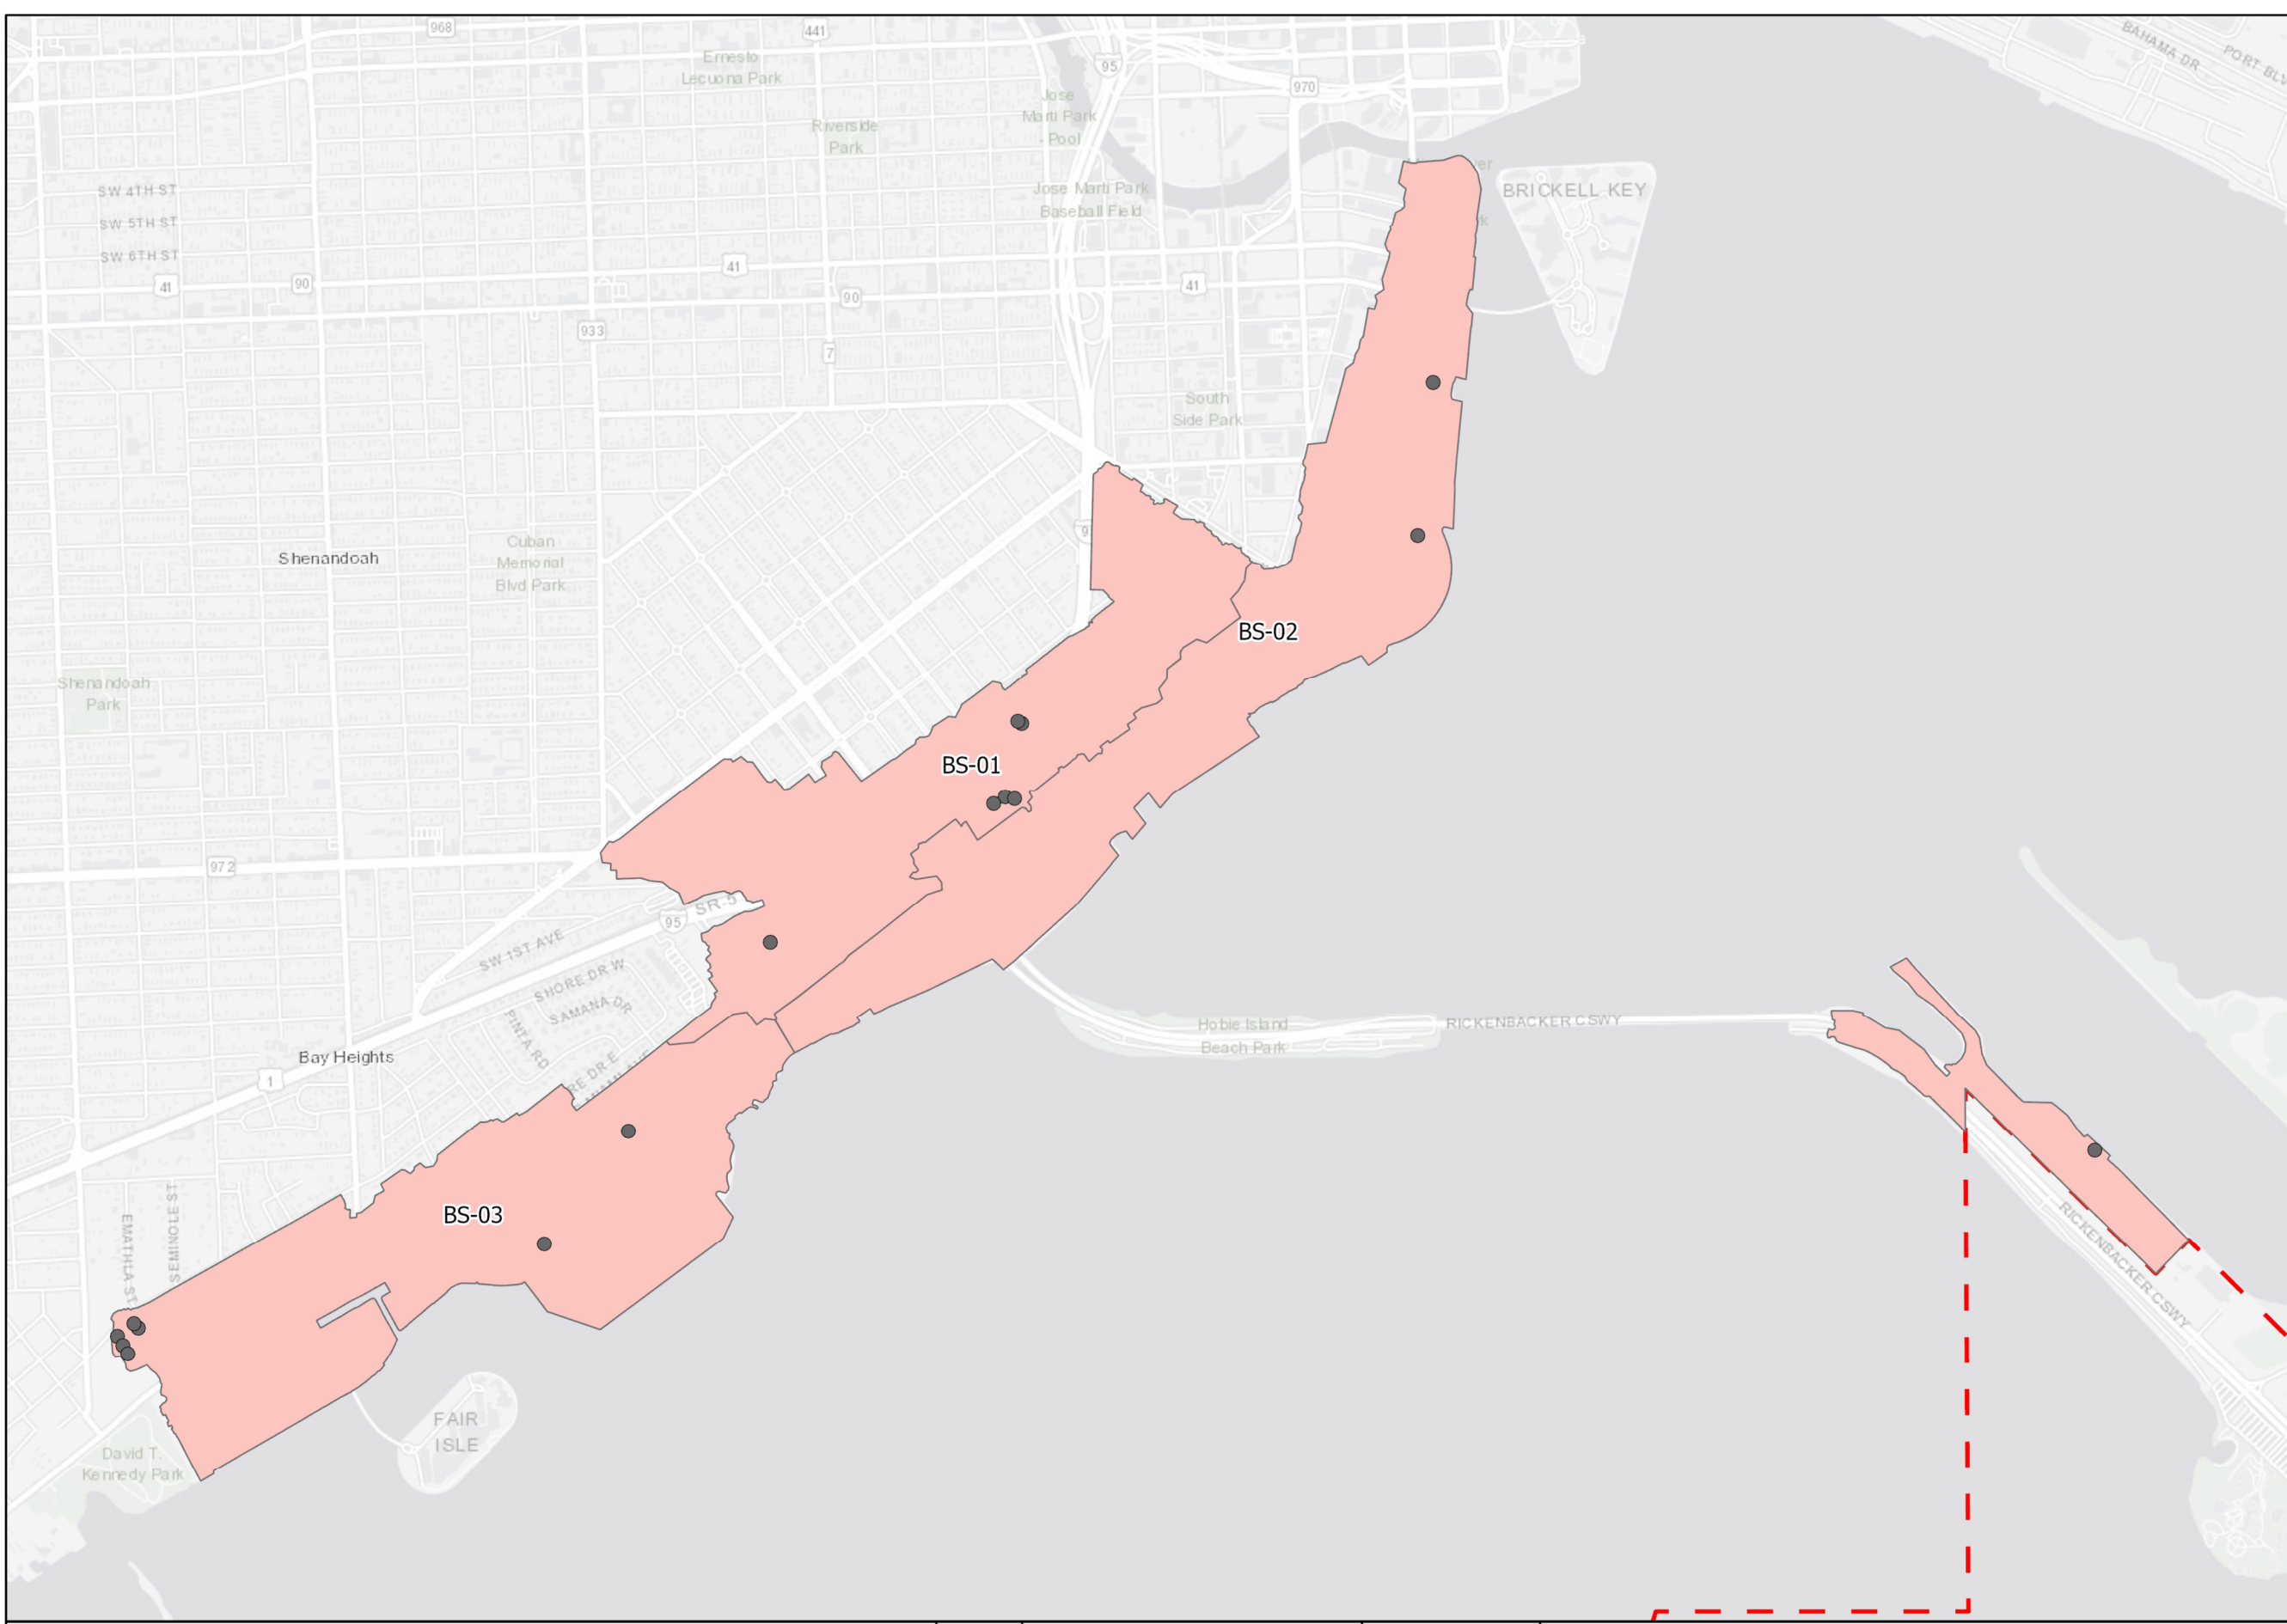 968
441
Ernesto
Lecuona Park
95
970
BAHAMA DR
Jose
Marti Park
- Pool
Riverside
Park
SW 4TH ST
SW 5TH ST
SW 6TH ST
Jose Marti Park
Baseball Field
BRICKELL KEY
41
90
41
90
41
933
7
South
Side Park
Shenandoah
Cuban
Memorial
Blvd Park
BS-02
Shenandoah
Park
BS-01
972
95
SR-5
SW 1ST AVE
SHORE DR W
SAMANA DR
PINTA RD
Bay Heights
1
Hobie Island
Beach Park
RICKENBACKER CSWY
BS-03
EMATHLA ST
SEMINOLE ST
RICKENBACKER CSWY
FAIR
ISLE
David T.
Kennedy Park